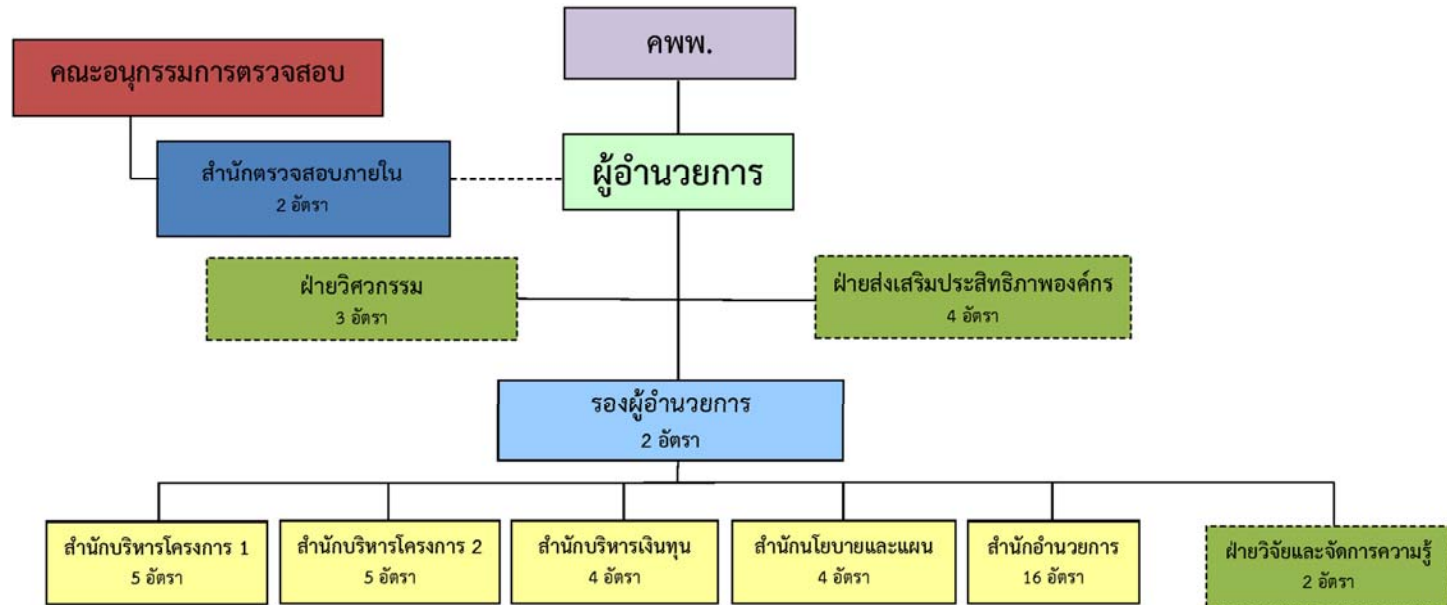 คพพ.
คณะอนุกรรมการตรวจสอบ
ผู้อำนวยการ
สำนักตรวจสอบภายใน
2 อัตรา
ฝ่ายวิศวกรรม
3 อัตรา
ฝ่ายส่งเสริมประสิทธิภาพองค์กร
4 อัตรา
รองผู้อำนวยการ
2 อัตรา
สำนักบริหารโครงการ 1
5 อัตรา
สำนักบริหารโครงการ 2
5 อัตรา
สำนักบริหารเงินทุน
4 อัตรา
สำนักนโยบายและแผน
4 อัตรา
สำนักอำนวยการ
16 อัตรา
ฝ่ายวิจัยและจัดการความรู้
2 อัตรา